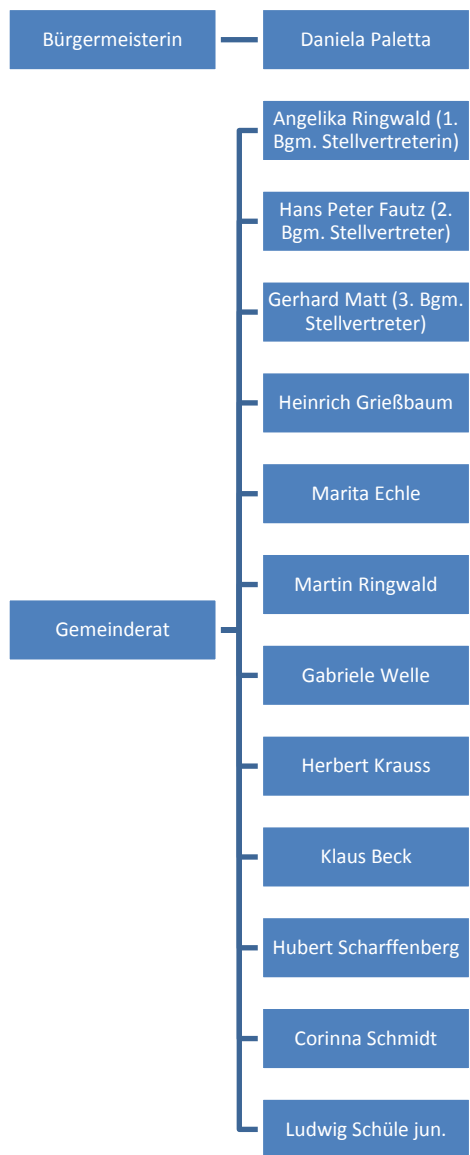 Bürgermeisterin
Daniela Paletta
Gemeinderat
Angelika Ringwald (1.
Bgm. Stellvertreterin)
Hans Peter Fautz (2.
Bgm. Stellvertreter)
Gerhard Matt (3. Bgm.
Stellvertreter)
Heinrich Grießbaum
Marita Echle
Martin Ringwald
Gabriele Welle
Herbert Krauss
Klaus Beck
Hubert Scharffenberg
Corinna Schmidt
Ludwig Schüle jun.